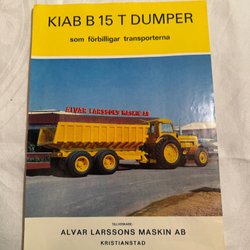 KIAB B 15 T DUMPER
som förbilligar transporterna
ALVAR LARSSONS MASKIN AB
TILLVERKARE:
ALVAR LARSSONS MASKIN AB
KRISTIANSTAD